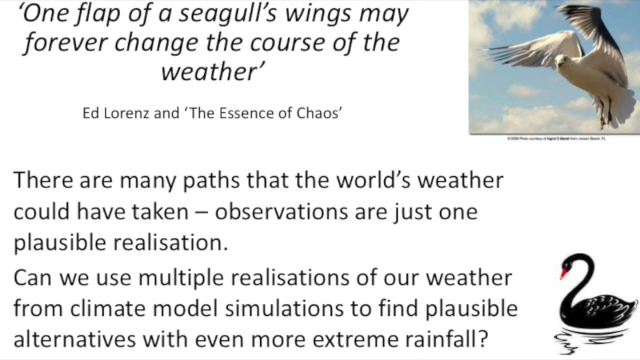 ‘One flap of a seagull’s wings may
forever change the course of the
weather’
Ed Lorenz and ‘The Essence of Chaos’
There are many paths that the world’s weather
could have taken – observations are just one
plausible realisation.
Can we use multiple realisations of our weather
from climate model simulations to find plausible
alternatives with even more extreme rainfall?